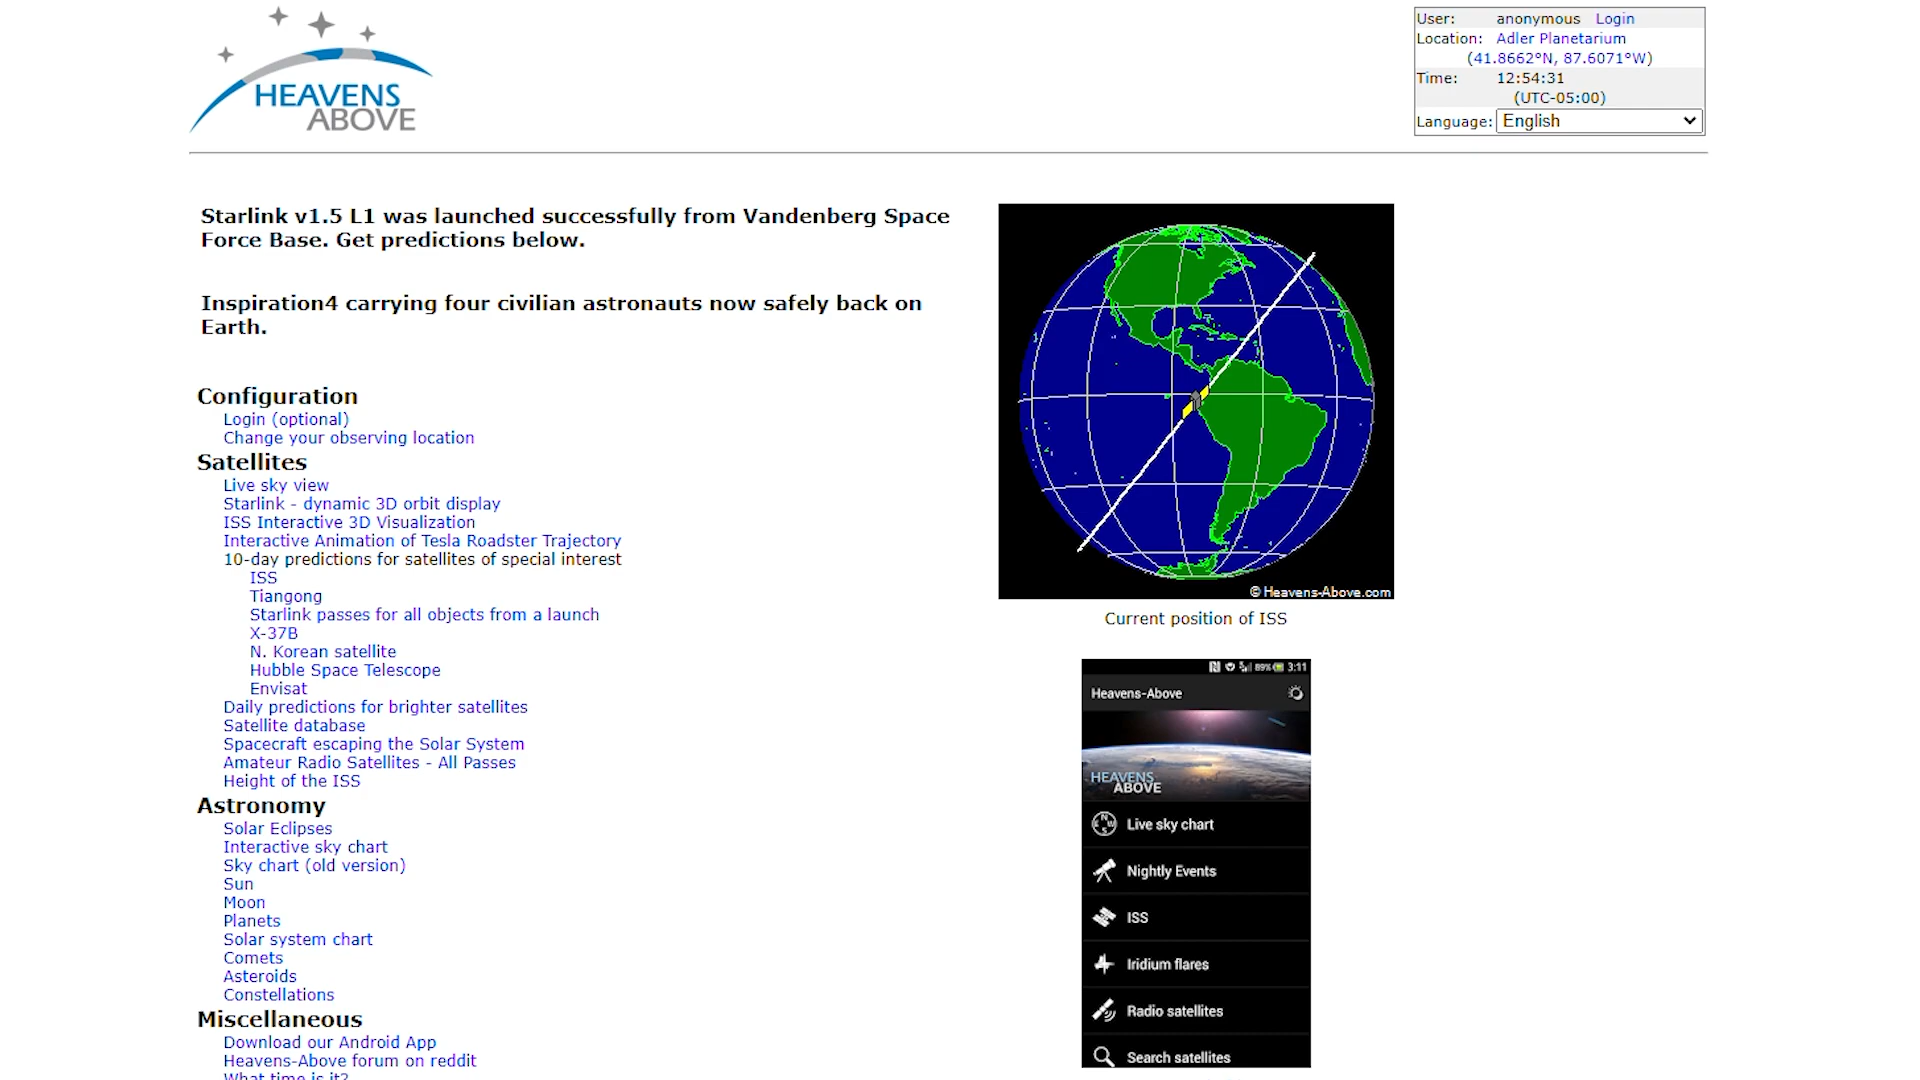 HEAVENS
ABOVE
User: anonymous Login
Location: Adler Planetarium
(41.8662°N, 87.6071°W)
Time: 12:54:31
(UTC-05:00)
Language: English
Starlink v1.5 L1 was launched successfully from Vandenberg Space
Force Base. Get predictions below.
Inspiration4 carrying four civilian astronauts now safely back on
Earth.
Configuration
Login (optional)
Change your observing location
Satellites
Live sky view
Starlink - dynamic 3D orbit display
ISS Interactive 3D Visualization
Interactive Animation of Tesla Roadster Trajectory
10-day predictions for satellites of special interest
ISS
Tiangong
Starlink passes for all objects from a launch
X-37B
N. Korean satellite
Hubble Space Telescope
Envisat
Daily predictions for brighter satellites
Satellite database
Spacecraft escaping the Solar System
Amateur Radio Satellites - All Passes
Height of the ISS
Astronomy
Solar Eclipses
Interactive sky chart
Sky chart (old version)
Sun
Moon
Planets
Solar system chart
Comets
Asteroids
Constellations
Miscellaneous
Download our Android App
Heavens-Above forum on reddit
What time is it?
© Heavens-Above.com
Current position of ISS
89% 3:11
Heavens-Above
HEAVENS
ABOVE
Live sky chart
Nightly Events
ISS
Iridium flares
Radio satellites
Search satellites